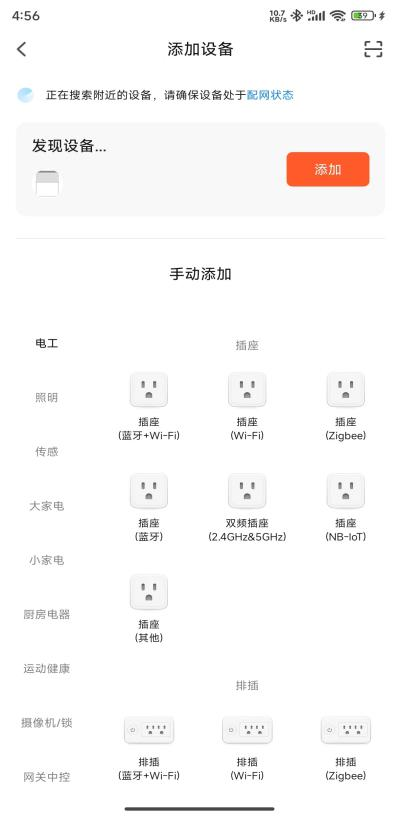 4:56
10.7
KB/s
HD
39
添加设备
正在搜索附近的设备，请确保设备处于配网状态
发现设备...
添加
手动添加
电工
照明
传感
大家电
小家电
厨房电器
运动健康
摄像机/锁
网关中控
插座
插座
(蓝牙+Wi-Fi)
插座
(Wi-Fi)
插座
(Zigbee)
插座
(蓝牙)
双频插座
(2.4GHz&5GHz)
插座
(NB-IoT)
插座
(其他)
排插
排插
(蓝牙+Wi-Fi)
排插
(Wi-Fi)
排插
(Zigbee)